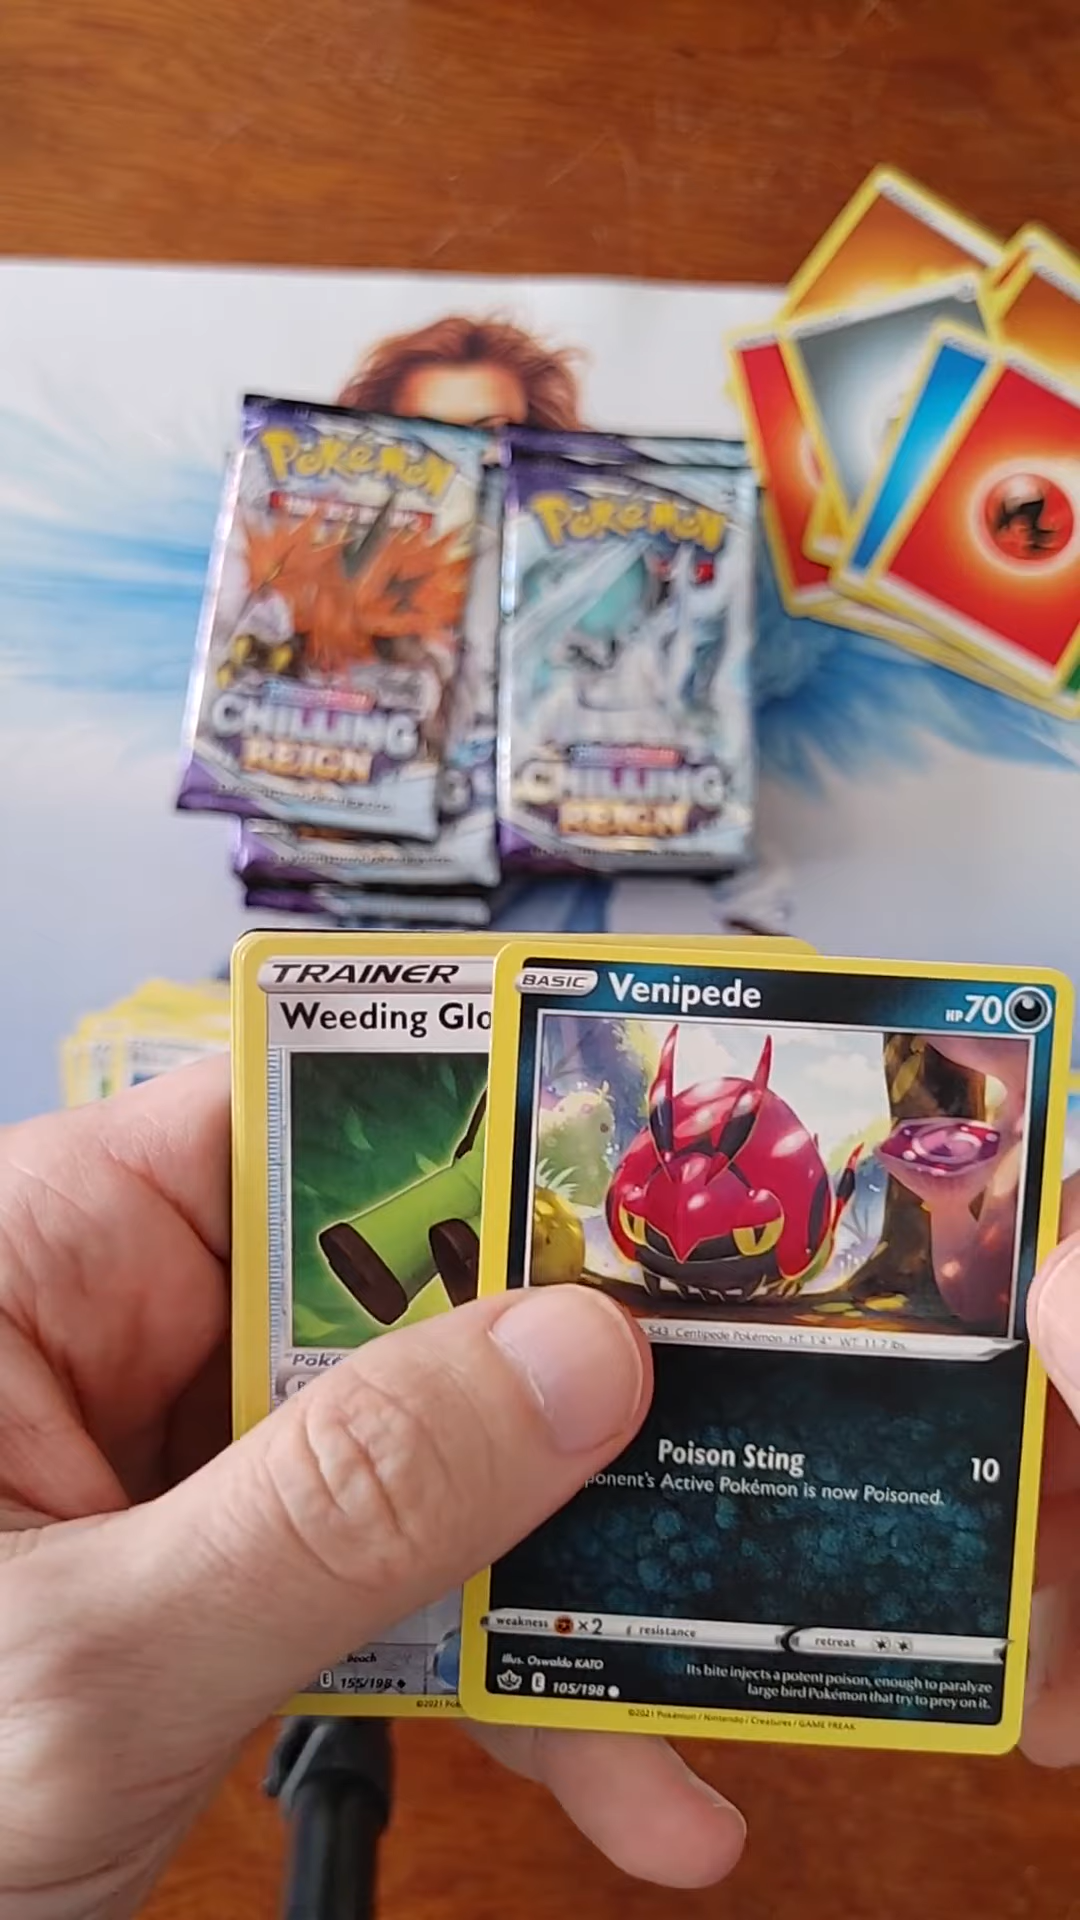 Pokémon
CHILLING
REIGN
Pokémon
CHILLING
REIGN
TRAINER
Weeding Glo
Poké
155/198
©2021 Pok
BASIC Venipede HP 70
543 Centipede Pokémon HT: 1'4" WT: 11.7 lbs.
Poison Sting 10
ponent's Active Pokémon is now Poisoned.
weakness ×2 resistance retreat
Illus. Oswaldo KATO
E 105/198
Its bite injects a potent poison, enough to paralyze
large bird Pokémon that try to prey on it.
©2021 Pokémon / Nintendo / Creatures / GAME FREAK